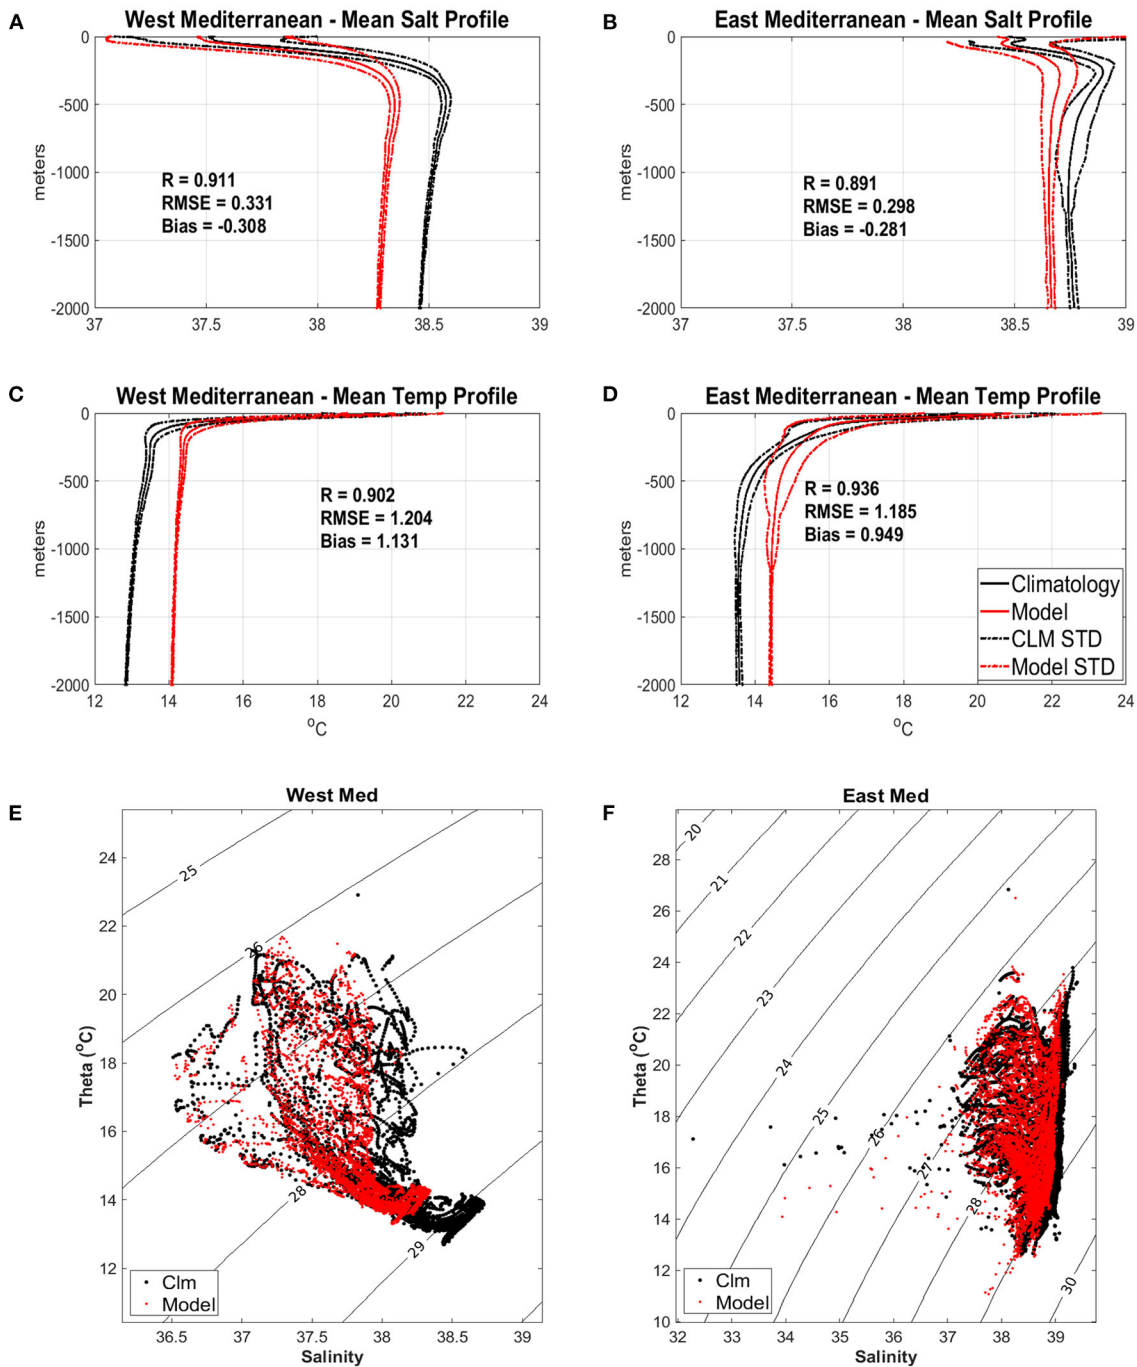 A
West Mediterranean - Mean Salt Profile
0
-500
-1000
-1500
-2000
meters
R = 0.911
RMSE = 0.331
Bias = -0.308
37
37.5
38
38.5
39
B
East Mediterranean - Mean Salt Profile
0
-500
-1000
-1500
-2000
meters
R = 0.891
RMSE = 0.298
Bias = -0.281
37
37.5
38
38.5
39
C
West Mediterranean - Mean Temp Profile
0
-500
-1000
-1500
-2000
meters
R = 0.902
RMSE = 1.204
Bias = 1.131
12
14
16
18
20
22
24
°C
D
East Mediterranean - Mean Temp Profile
0
-500
-1000
-1500
-2000
meters
R = 0.936
RMSE = 1.185
Bias = 0.949
Climatology
Model
CLM STD
Model STD
12
14
16
18
20
22
24
°C
E
West Med
24
22
20
18
16
14
12
Theta (°C)
25
26
28
29
Clm
Model
36.5
37
37.5
38
38.5
39
Salinity
F
East Med
28
26
24
22
20
18
16
14
12
10
Theta (°C)
20
21
22
23
24
25
26
27
28
30
Clm
Model
32
33
34
35
36
37
38
39
Salinity